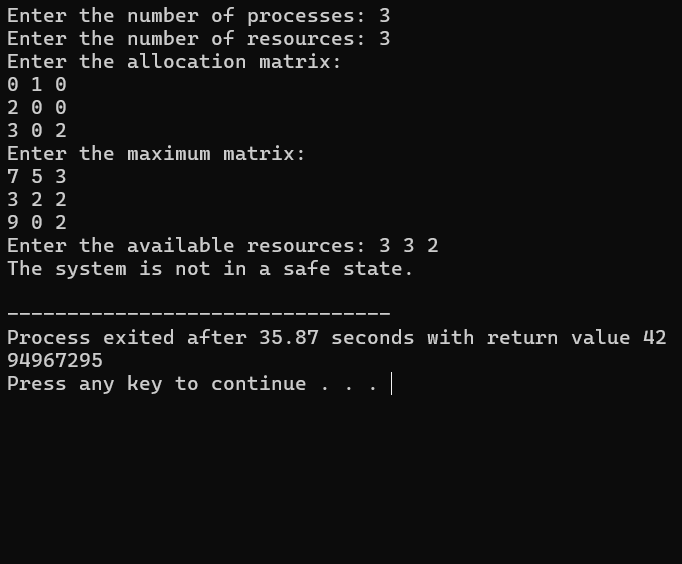 Enter the number of processes: 3
Enter the number of resources: 3
Enter the allocation matrix:
0 1 0
2 0 0
3 0 2
Enter the maximum matrix:
7 5 3
3 2 2
9 0 2
Enter the available resources: 3 3 2
The system is not in a safe state.
--------------------------------
Process exited after 35.87 seconds with return value 42
94967295
Press any key to continue . . .